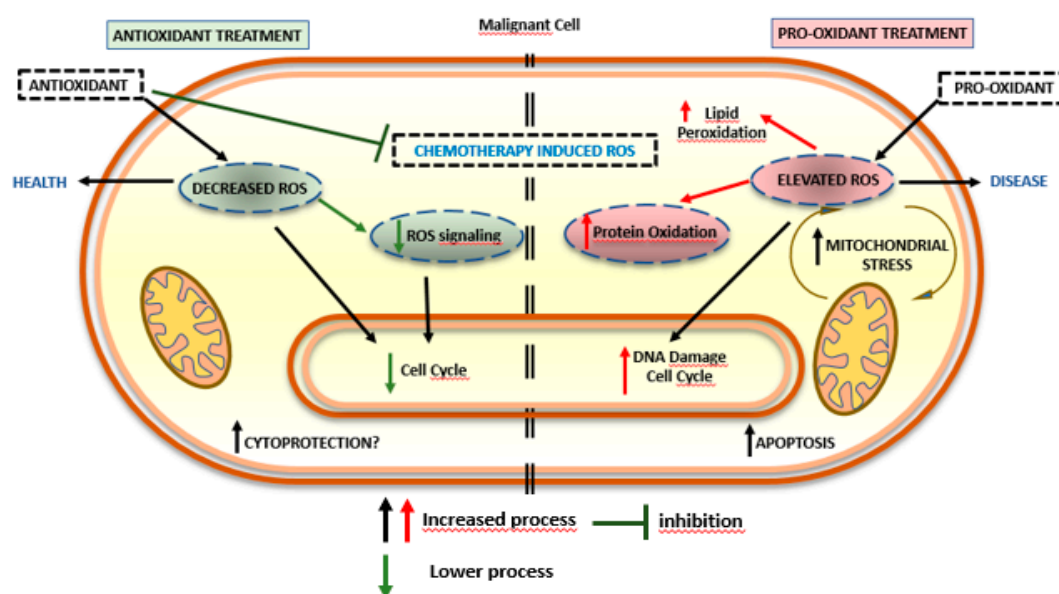 Malignant Cell
ANTIOXIDANT TREATMENT
PRO-OXIDANT TREATMENT
ANTIOXIDANT
PRO-OXIDANT
Lipid
Peroxidation
CHEMOTHERAPY INDUCED ROS
HEALTH
DECREASED ROS
ELEVATED ROS
DISEASE
ROS signaling
Protein Oxidation
MITOCHONDRIAL
STRESS
Cell Cycle
DNA Damage
Cell Cycle
CYTOPROTECTION?
APOPTOSIS
Increased process
inhibition
Lower process